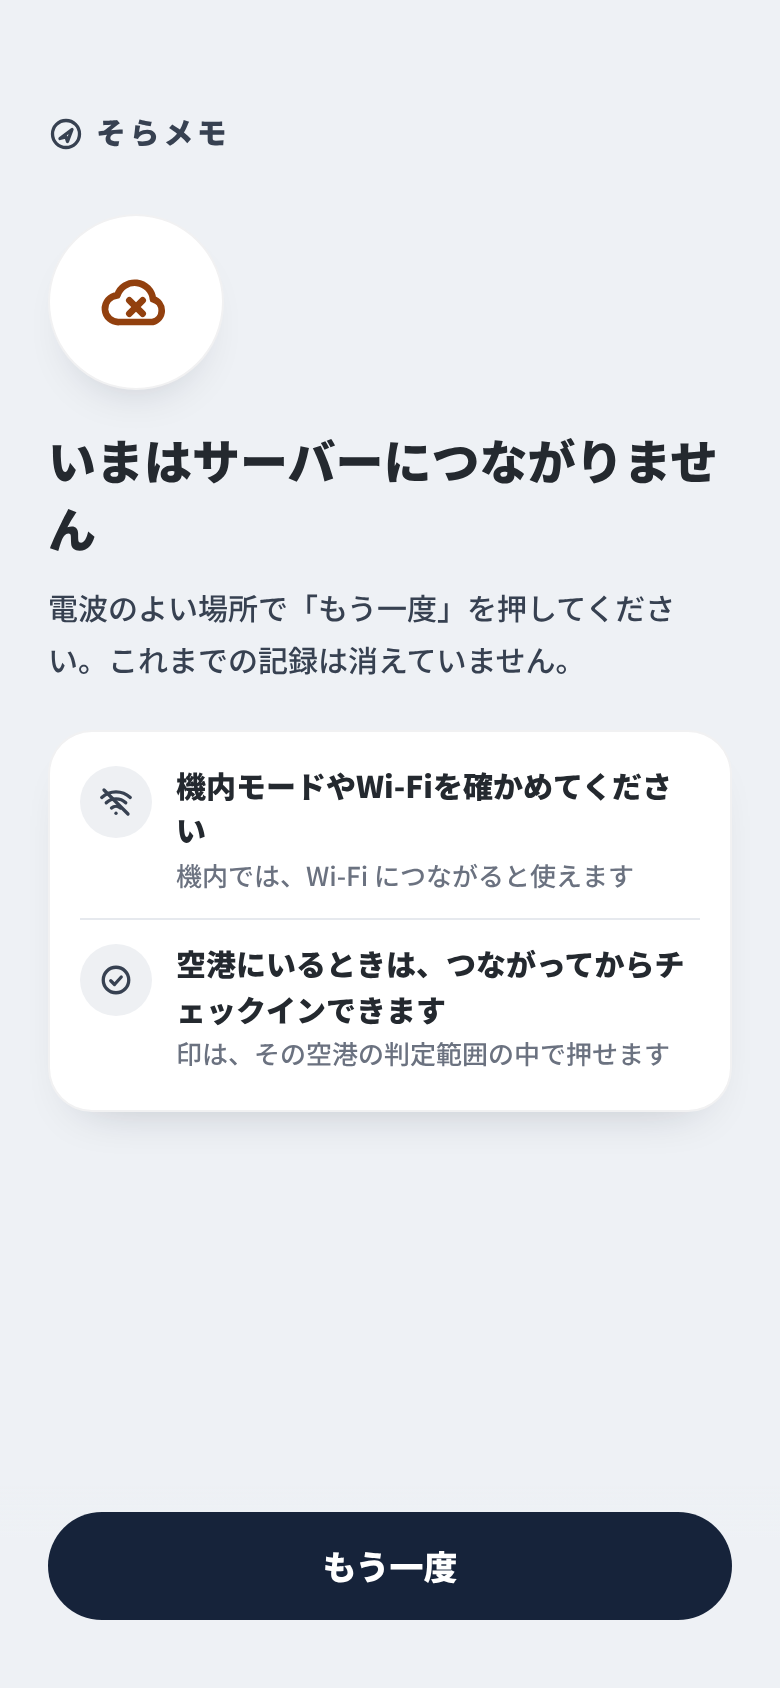 そらメモ
いまはサーバーにつながりませ
ん
電波のよい場所で「もう一度」を押してくださ
い。これまでの記録は消えていません。
機内モードやWi-Fiを確かめてくださ
い
機内では、Wi-Fi につながると使えます
空港にいるときは、つながってからチ
ェックインできます
印は、その空港の判定範囲の中で押せます
もう一度